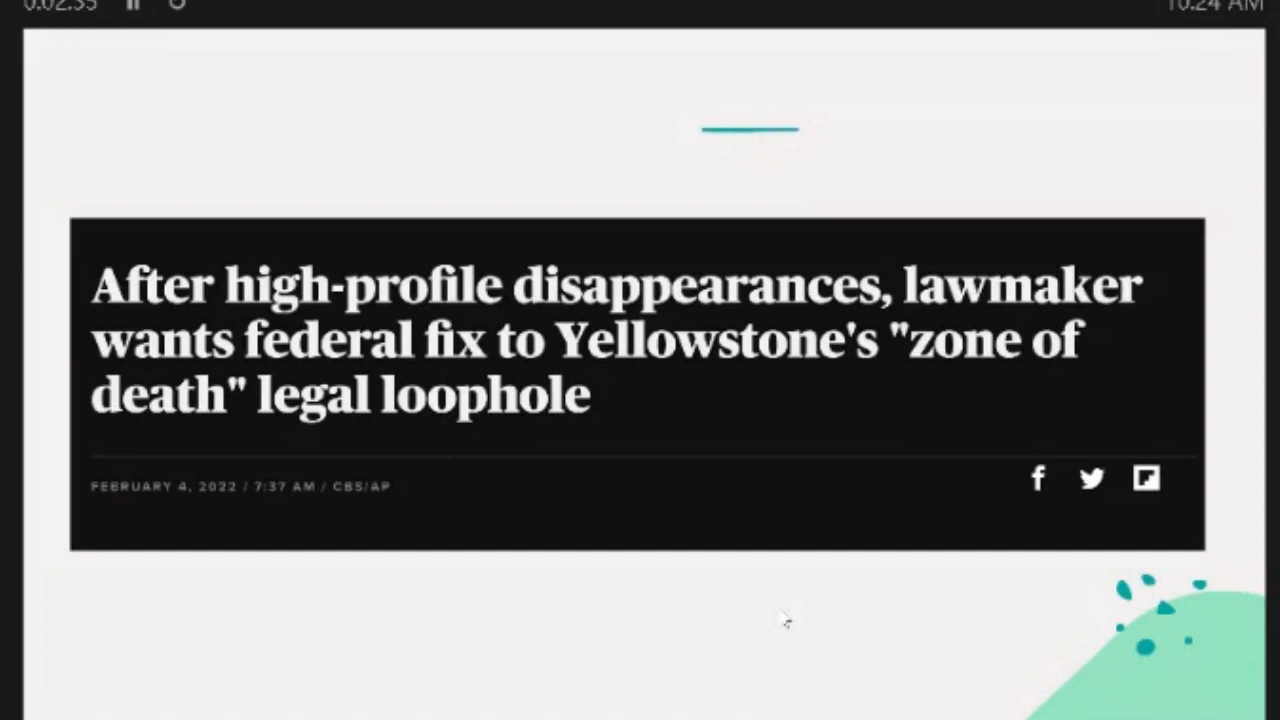 0:02:35
10:24 AM
After high-profile disappearances, lawmaker
wants federal fix to Yellowstone's "zone of
death" legal loophole
FEBRUARY 4, 2022 / 7:37 AM / CBS/AP